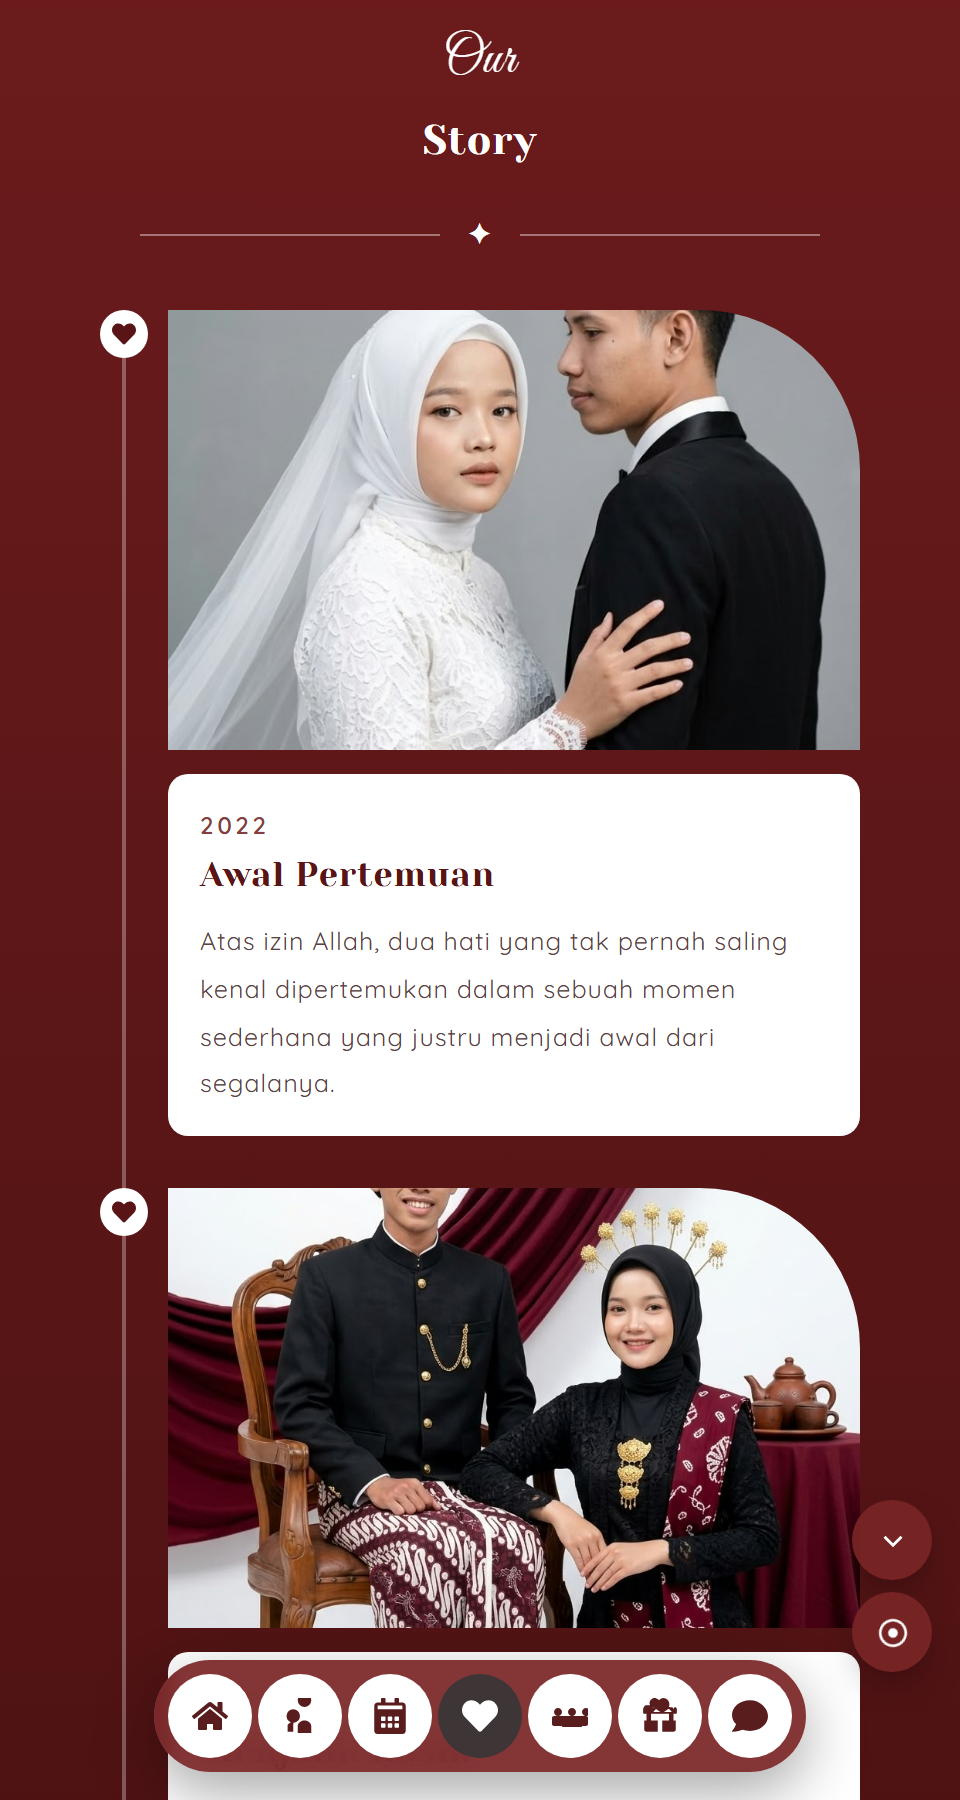 Our
Story
2022
Awal Pertemuan
Atas izin Allah, dua hati yang tak pernah saling
kenal dipertemukan dalam sebuah momen
sederhana yang justru menjadi awal dari
segalanya.